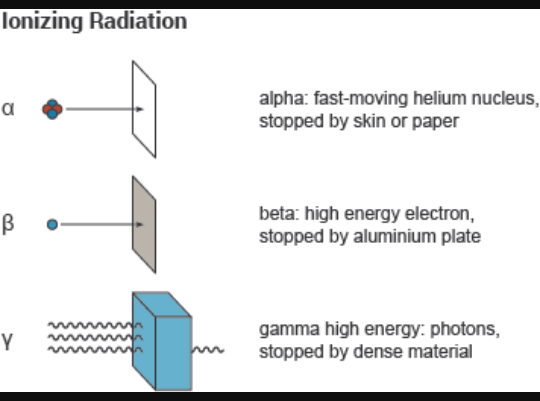 Ionizing Radiation
α
alpha: fast-moving helium nucleus,
stopped by skin or paper
β
beta: high energy electron,
stopped by aluminium plate
γ
gamma high energy: photons,
stopped by dense material